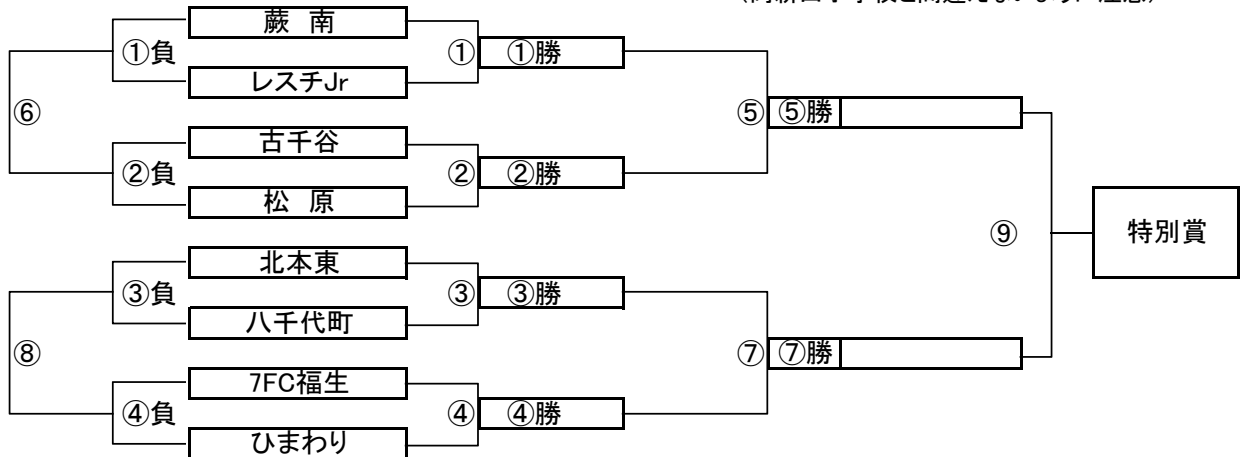 蕨 南
①負 ① ①勝
レスチJr
⑥ ⑤ ⑤勝
古千谷
②負 ② ②勝
松 原
⑨ 特別賞
北本東
③負 ③ ③勝
八千代町
⑧ ⑦ ⑦勝
7FC福生
④負 ④ ④勝
ひまわり